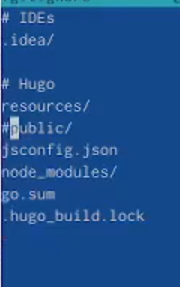 # IDEs
.idea/

# Hugo
resources/
#public/
jsconfig.json
node_modules/
go.sum
.hugo_build.lock